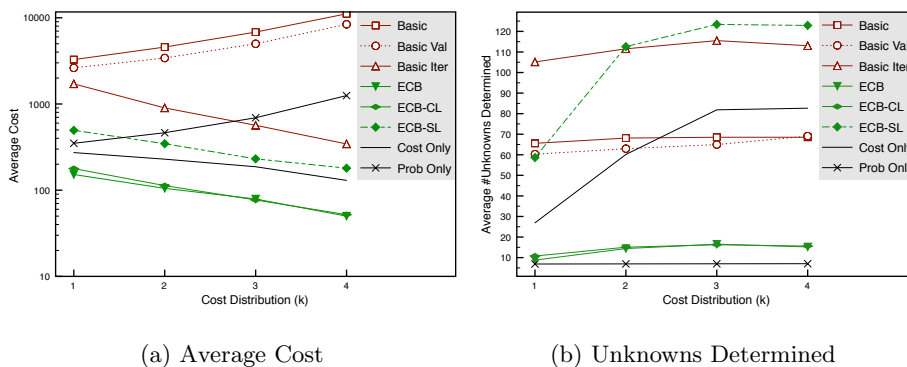 10000
1000
100
10
Average Cost
1
2
3
4
Cost Distribution (k)
Basic
Basic Val
Basic Iter
ECB
ECB-CL
ECB-SL
Cost Only
Prob Only
(a) Average Cost
120
110
100
90
80
70
60
50
40
30
20
10
Average #Unknowns Determined
1
2
3
4
Cost Distribution (k)
Basic
Basic Val
Basic Iter
ECB
ECB-CL
ECB-SL
Cost Only
Prob Only
(b) Unknowns Determined